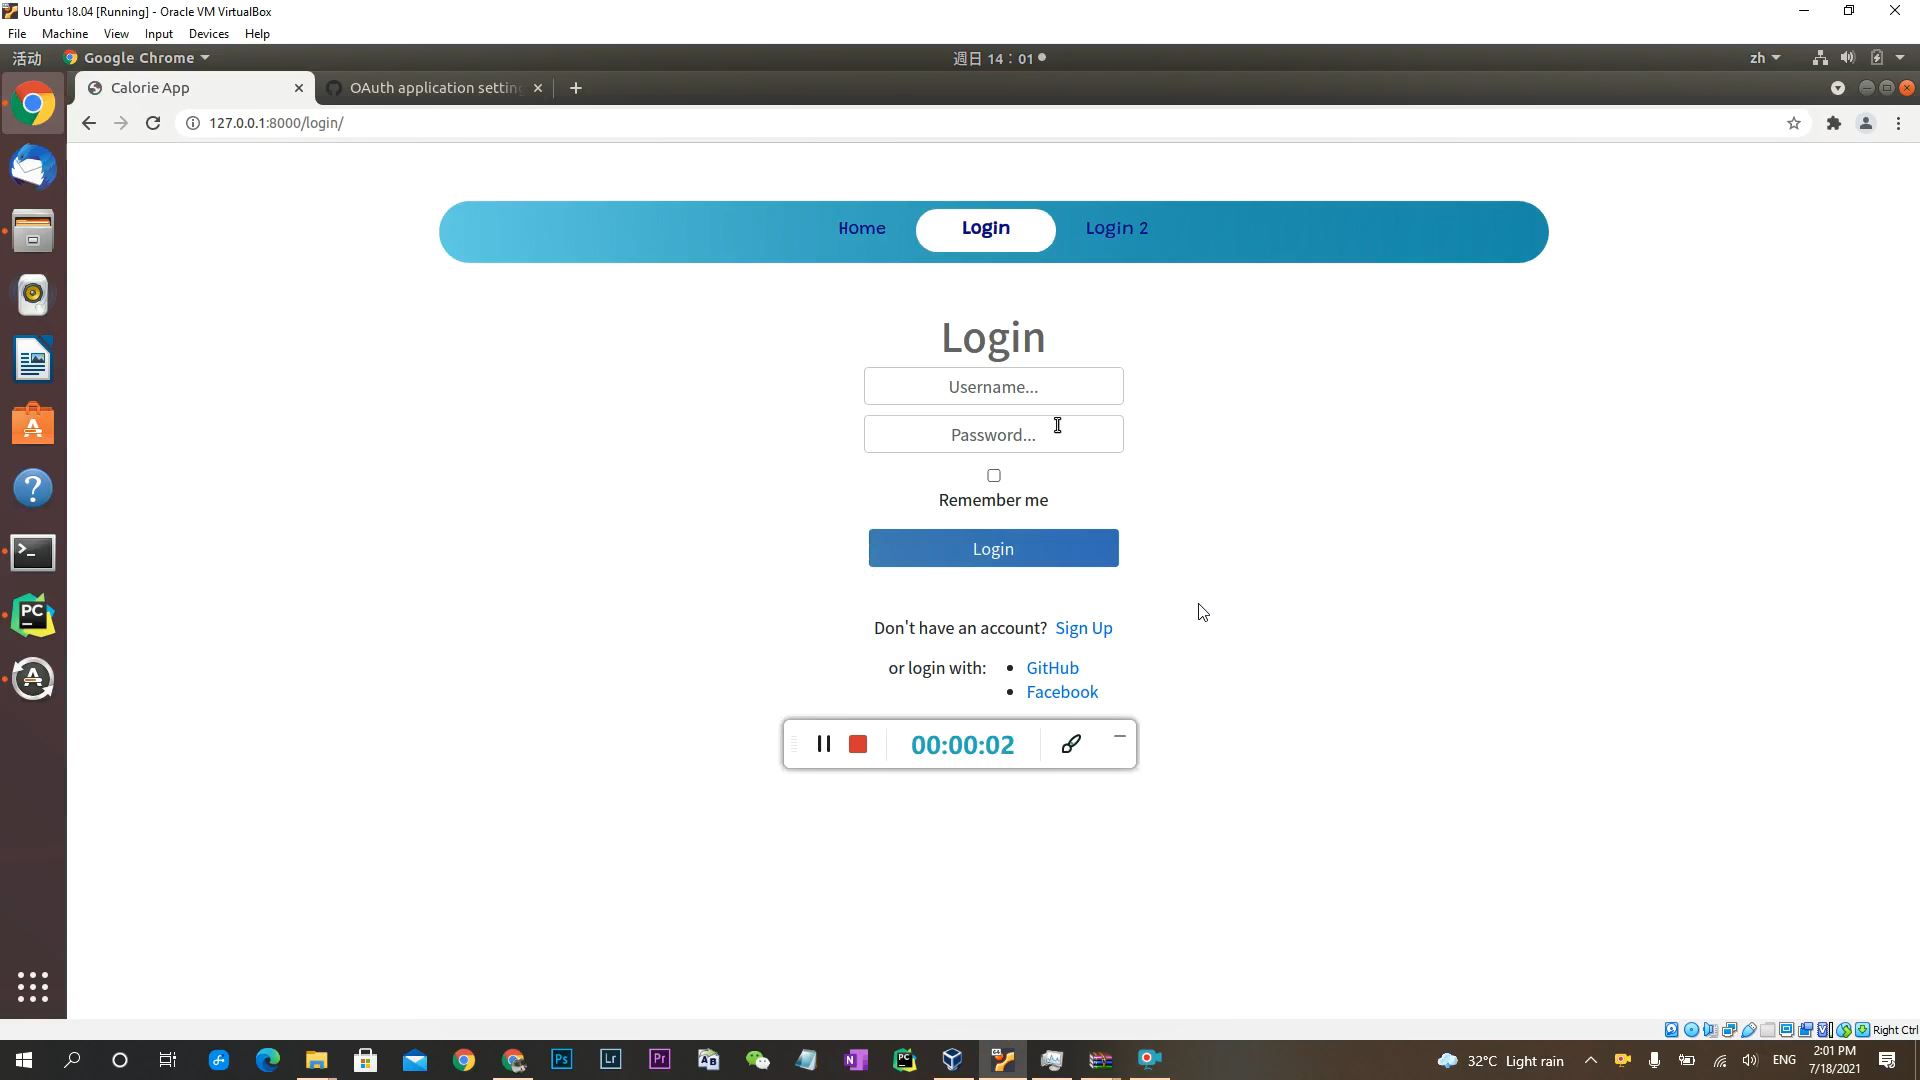 Ubuntu 18.04 [Running] - Oracle VM VirtualBox
File Machine View Input Devices Help
活动 Google Chrome 週日 14：01 zh
Calorie App OAuth application settin
127.0.0.1:8000/login/
Home Login Login 2
Login
Username...
Password...
Remember me
Login
Don't have an account? Sign Up
or login with: • GitHub
• Facebook
00:00:02
Right Ctrl
32°C Light rain ENG 2:01 PM
7/18/2021